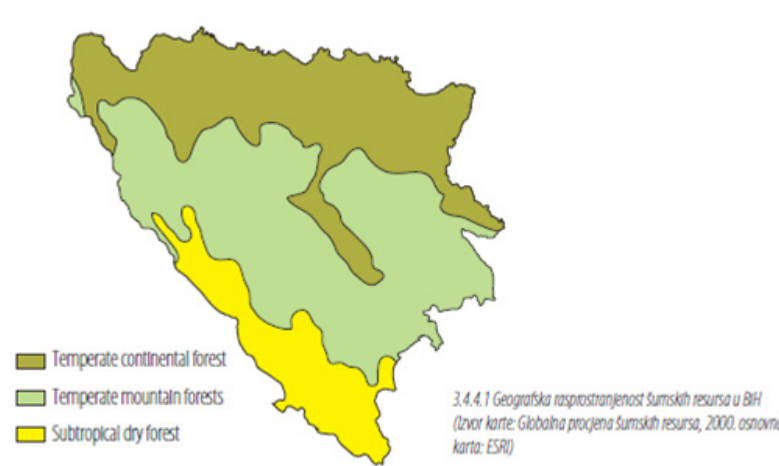 Temperate continental forest
Temperate mountain forests
Subtropical dry forest
3.4.4.1 Geografska rasprostranjenost šumskih resursa u BiH
(Izvor karte: Globalna procjena šumskih resursa, 2000. osnovna
karta: ESRI)